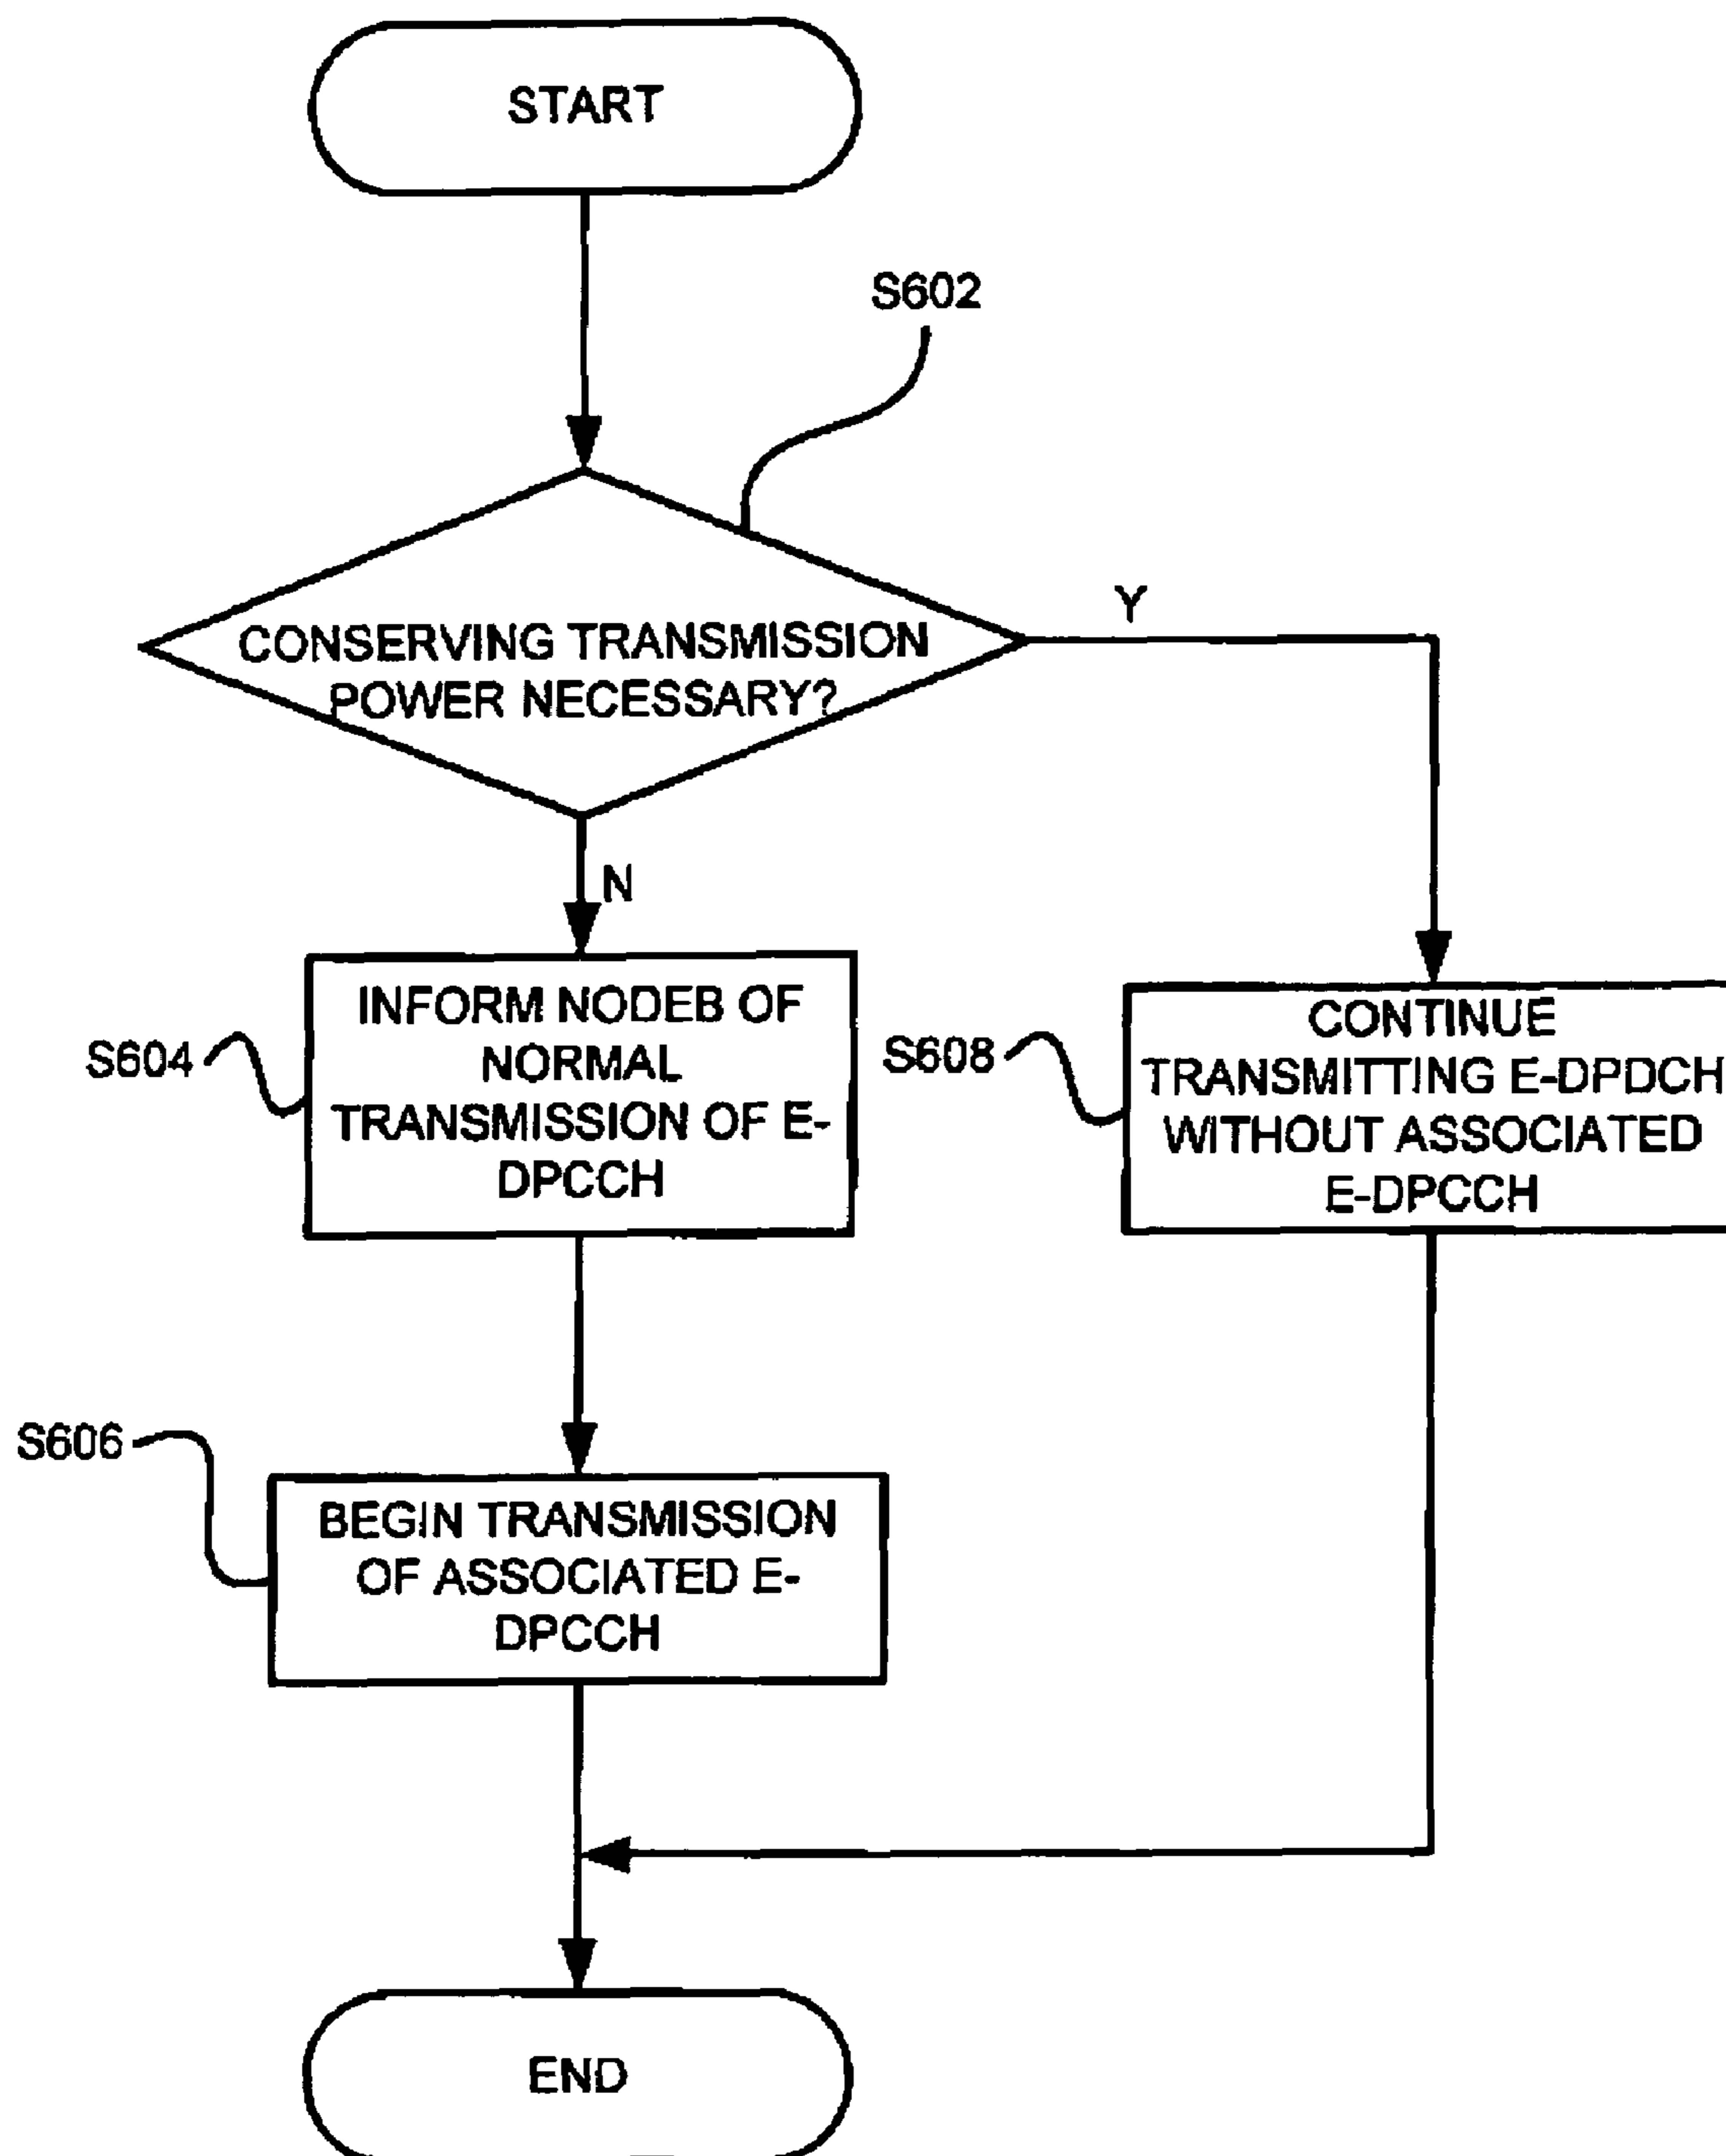 START
S602
CONSERVING TRANSMISSION
POWER NECESSARY?
Y
N
S604
INFORM NODEB OF
NORMAL
TRANSMISSION OF E-
DPCCH
S608
CONTINUE
TRANSMITTING E-DPDCH
WITHOUT ASSOCIATED
E-DPCCH
S606
BEGIN TRANSMISSION
OF ASSOCIATED E-
DPCCH
END